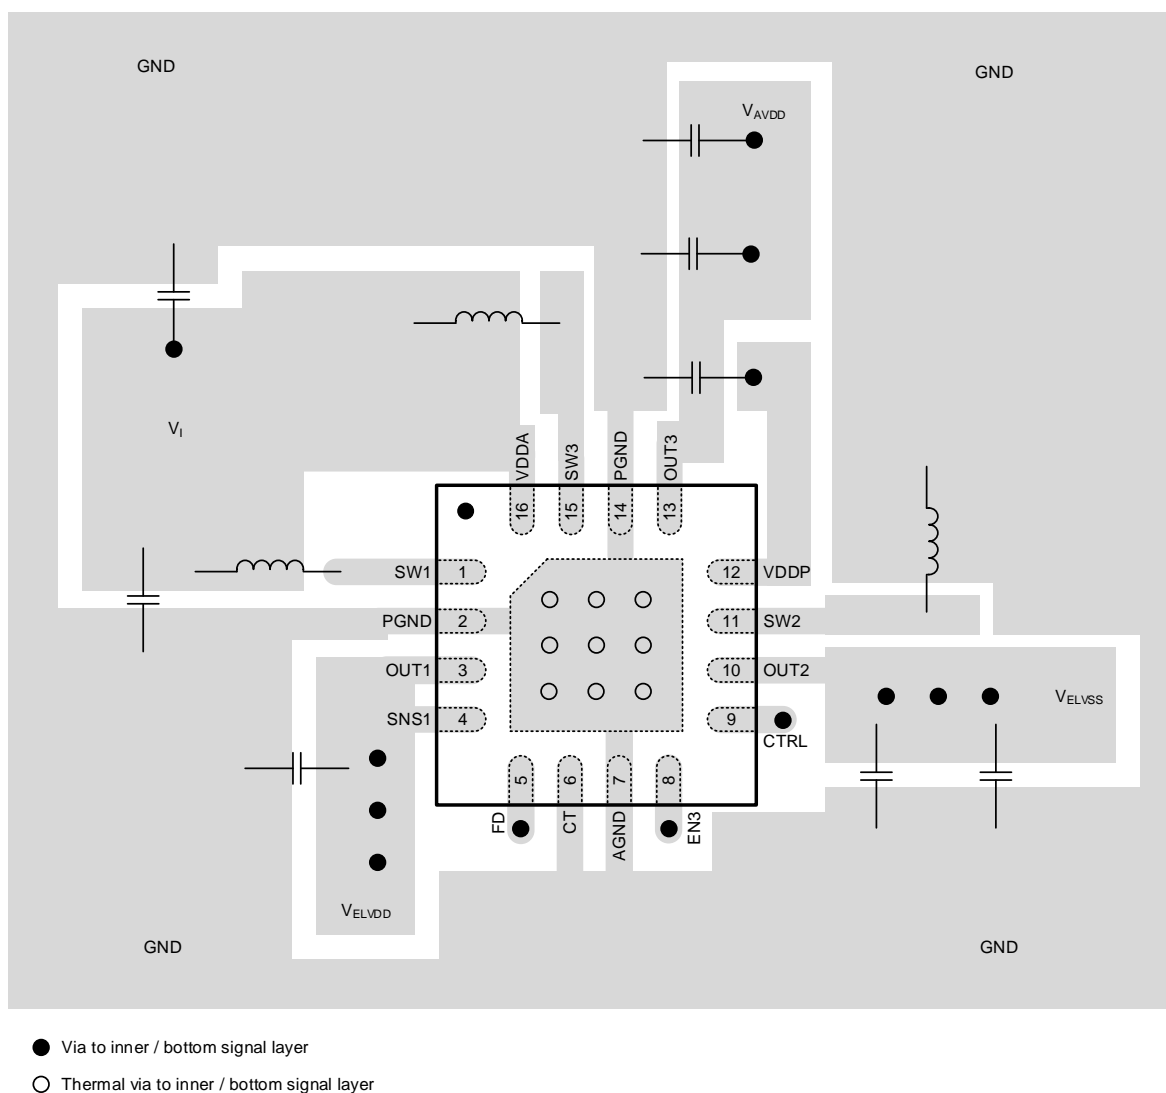 GND
GND
VAVDD
VI
VDDA
SW3
PGND
OUT3
16
15
14
13
SW1 1
12 VDDP
PGND 2
11 SW2
OUT1 3
10 OUT2
SNS1 4
9
CTRL
VELVSS
5
6
7
8
FD
CT
AGND
EN3
VELVDD
GND
GND
Via to inner / bottom signal layer
Thermal via to inner / bottom signal layer